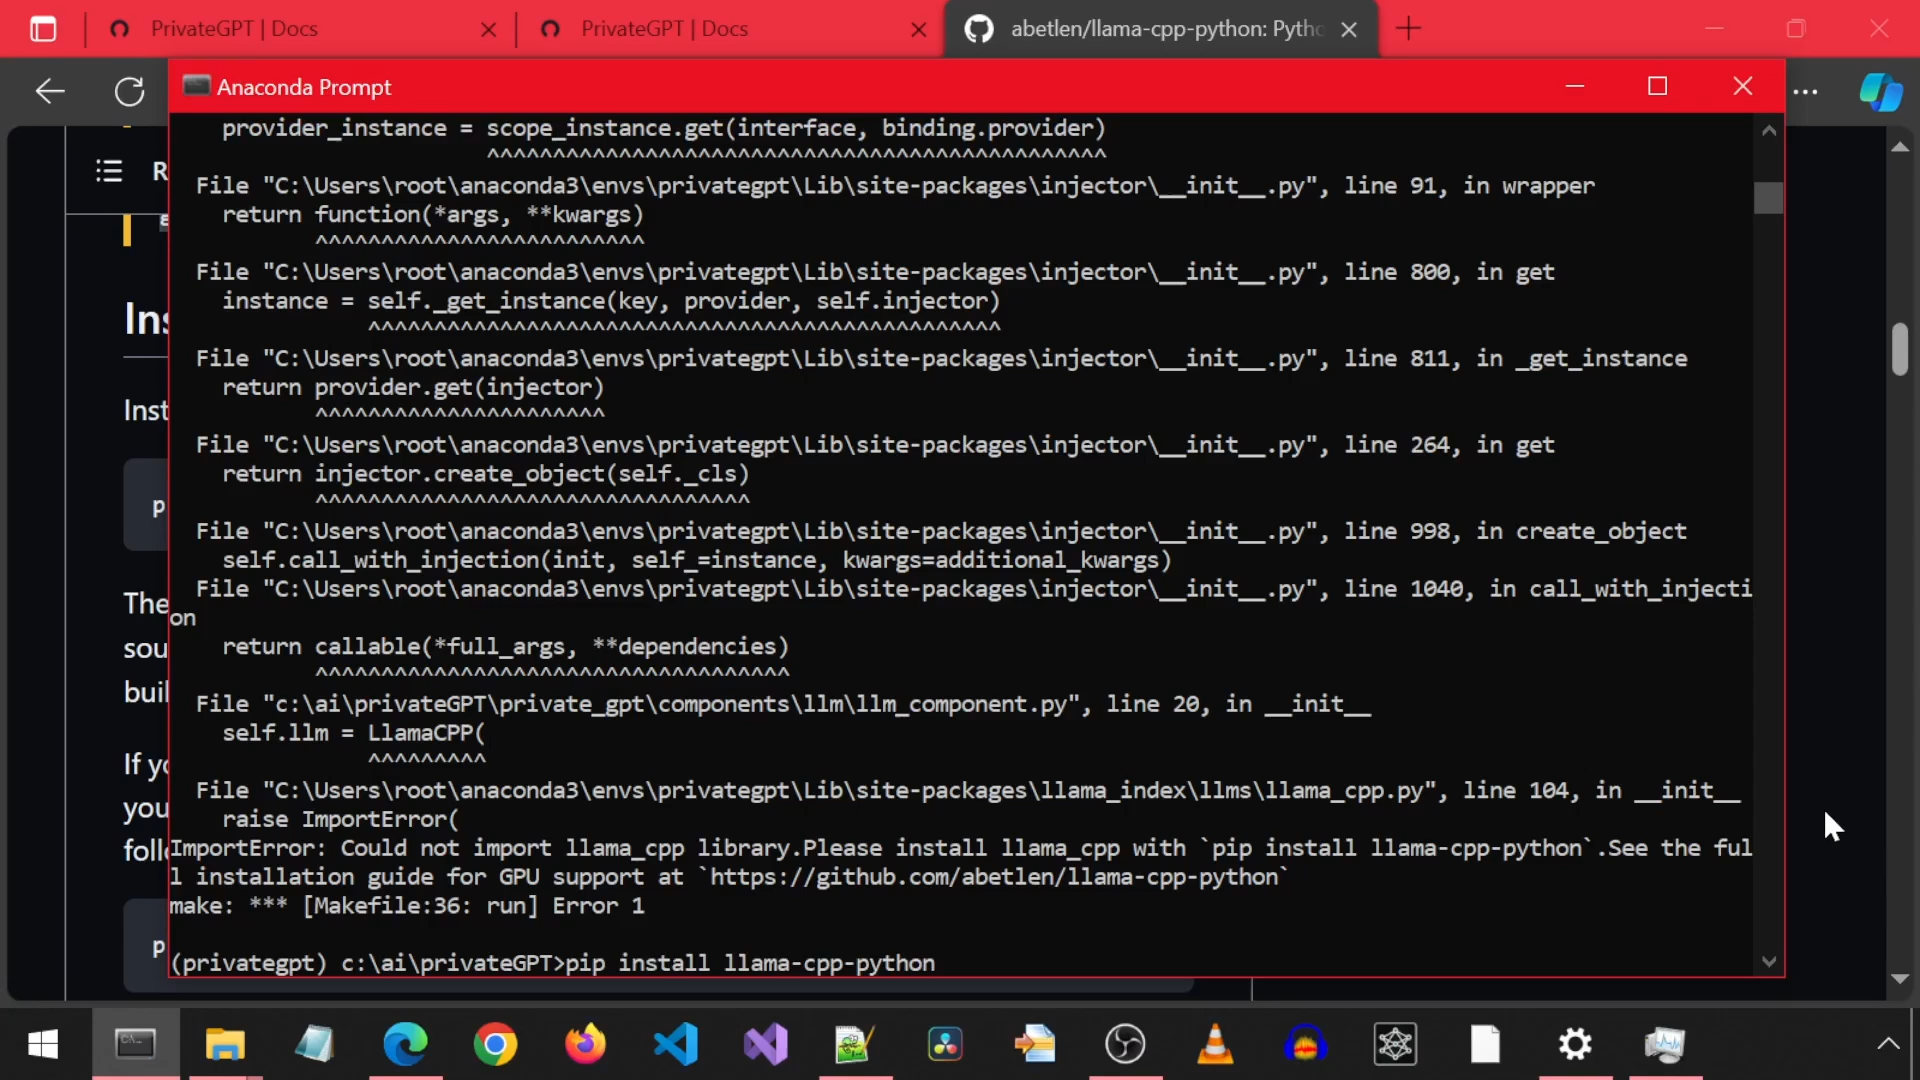 PrivateGPT | Docs
PrivateGPT | Docs
abetlen/llama-cpp-python: Pytho
Anaconda Prompt
provider_instance = scope_instance.get(interface, binding.provider)
^^^^^^^^^^^^^^^^^^^^^^^^^^^^^^^^^^^^^^^^^^^^^^^
File "C:\Users\root\anaconda3\envs\privategpt\Lib\site-packages\injector\__init__.py", line 91, in wrapper
return function(*args, **kwargs)
^^^^^^^^^^^^^^^^^^^^^^^^^
File "C:\Users\root\anaconda3\envs\privategpt\Lib\site-packages\injector\__init__.py", line 800, in get
instance = self._get_instance(key, provider, self.injector)
^^^^^^^^^^^^^^^^^^^^^^^^^^^^^^^^^^^^^^^^^^^^^^^^
File "C:\Users\root\anaconda3\envs\privategpt\Lib\site-packages\injector\__init__.py", line 811, in _get_instance
return provider.get(injector)
^^^^^^^^^^^^^^^^^^^^^^
File "C:\Users\root\anaconda3\envs\privategpt\Lib\site-packages\injector\__init__.py", line 264, in get
return injector.create_object(self._cls)
^^^^^^^^^^^^^^^^^^^^^^^^^^^^^^^^^
File "C:\Users\root\anaconda3\envs\privategpt\Lib\site-packages\injector\__init__.py", line 998, in create_object
self.call_with_injection(init, self_=instance, kwargs=additional_kwargs)
File "C:\Users\root\anaconda3\envs\privategpt\Lib\site-packages\injector\__init__.py", line 1040, in call_with_injecti
on
return callable(*full_args, **dependencies)
^^^^^^^^^^^^^^^^^^^^^^^^^^^^^^^^^^^^
File "c:\ai\privateGPT\private_gpt\components\llm\llm_component.py", line 20, in __init__
self.llm = LlamaCPP(
^^^^^^^^^
File "C:\Users\root\anaconda3\envs\privategpt\Lib\site-packages\llama_index\llms\llama_cpp.py", line 104, in __init__
raise ImportError(
ImportError: Could not import llama_cpp library.Please install llama_cpp with `pip install llama-cpp-python`.See the ful
l installation guide for GPU support at `https://github.com/abetlen/llama-cpp-python`
make: *** [Makefile:36: run] Error 1
(privategpt) c:\ai\privateGPT>pip install llama-cpp-python
R
Ins
Inst
p
The
sou
buil
If yo
you
follo
p